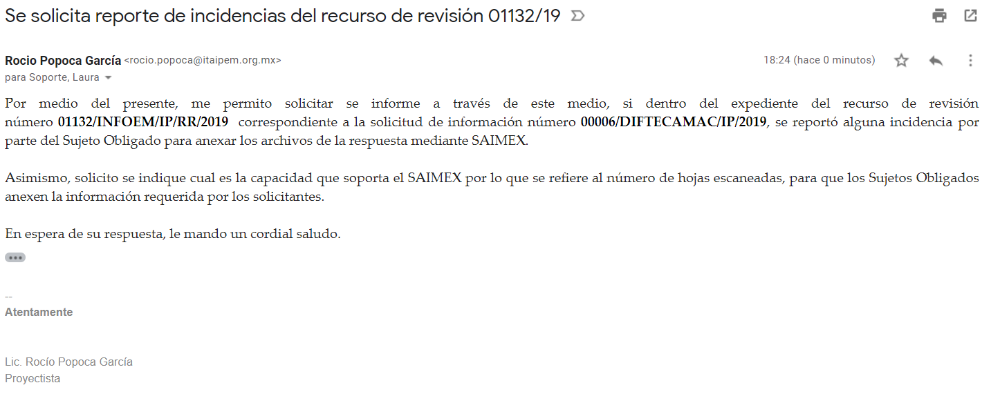 Se solicita reporte de incidencias del recurso de revisión 01132/19
Rocio Popoca García <rocio.popoca@itaipem.org.mx>
18:24 (hace 0 minutos)
para Soporte, Laura
Por medio del presente, me permito solicitar se informe a través de este medio, si dentro del expediente del recurso de revisión
número 01132/INFOEM/IP/RR/2019 correspondiente a la solicitud de información número 00006/DIFTECAMAC/IP/2019, se reportó alguna incidencia por
parte del Sujeto Obligado para anexar los archivos de la respuesta mediante SAIMEX.
Asimismo, solicito se indique cual es la capacidad que soporta el SAIMEX por lo que se refiere al número de hojas escaneadas, para que los Sujetos Obligados
anexen la información requerida por los solicitantes.
En espera de su respuesta, le mando un cordial saludo.
--
Atentamente
Lic. Rocío Popoca García
Proyectista